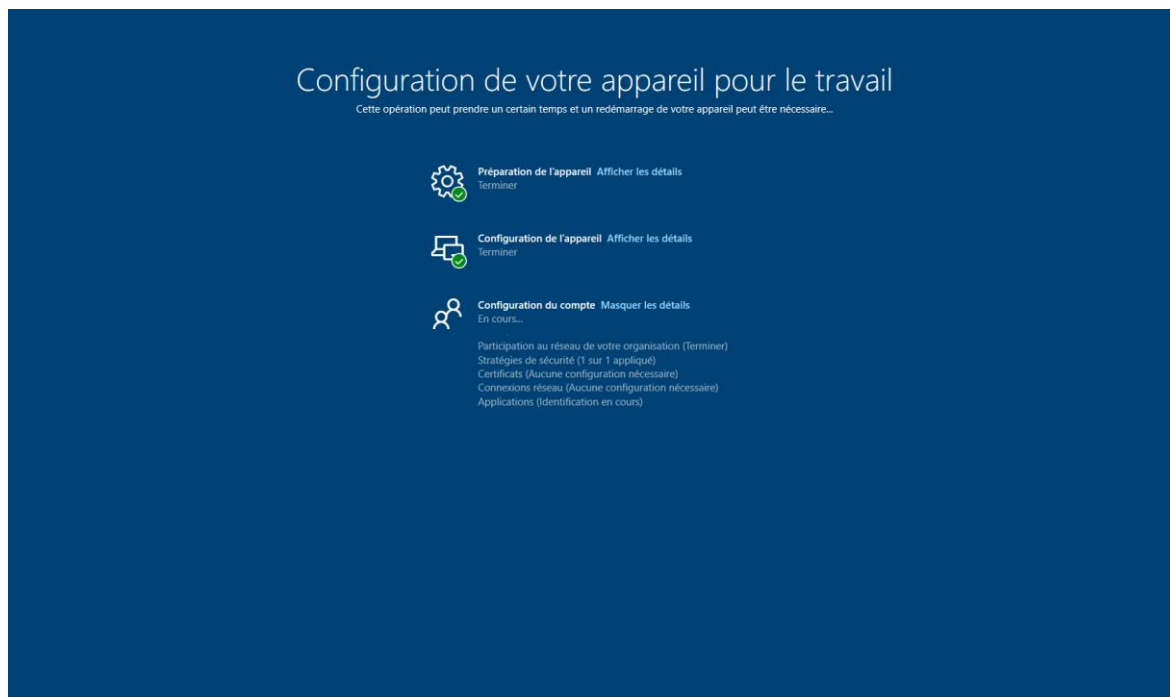 Configuration de votre appareil pour le travail
Cette opération peut prendre un certain temps et un redémarrage de votre appareil peut être nécessaire...
Préparation de l'appareil Afficher les détails
Terminer
Configuration de l'appareil Afficher les détails
Terminer
Configuration du compte Masquer les détails
En cours...
Participation au réseau de votre organisation (Terminer)
Stratégies de sécurité (1 sur 1 appliqué)
Certificats (Aucune configuration nécessaire)
Connexions réseau (Aucune configuration nécessaire)
Applications (Identification en cours)